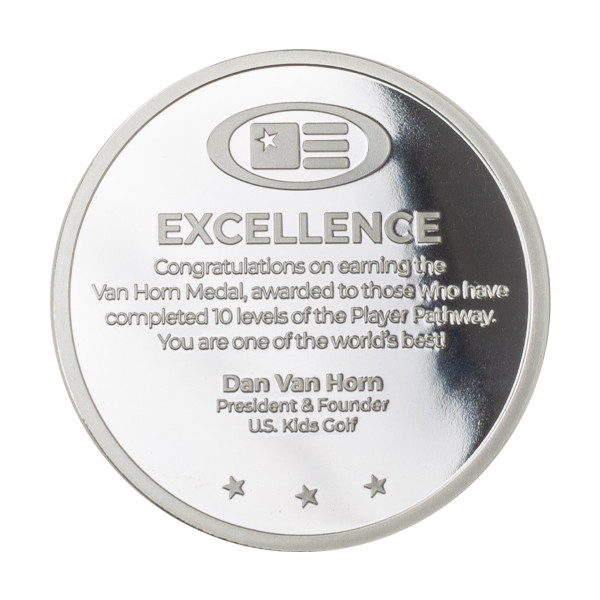 EXCELLENCE
Congratulations on earning the
Van Horn Medal, awarded to those who have
completed 10 levels of the Player Pathway.
You are one of the world's best!
Dan Van Horn
President & Founder
U.S. Kids Golf